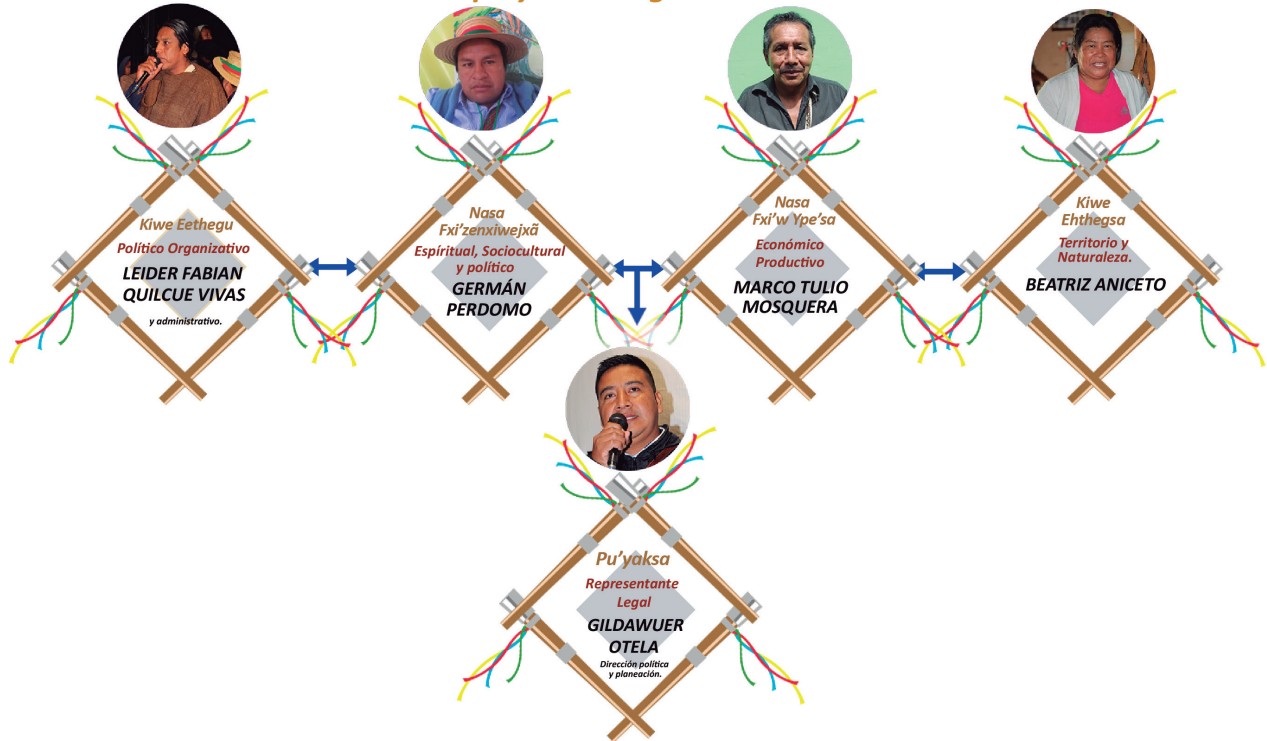 Kiwe Eethegu
Político Organizativo
LEIDER FABIAN
QUILCUE VIVAS
y administrativo.
Nasa
Fxi’zenxiwejxã
Espíritual, Sociocultural
y político
GERMÁN
PERDOMO
Nasa
Fxi’w Ype’sa
Económico
Productivo
MARCO TULIO
MOSQUERA
Kiwe
Ehthegsa
Territorio y
Naturaleza.
BEATRIZ ANICETO
Pu’yaksa
Representante
Legal
GILDAWUER
OTELA
Dirección política
y planeación.